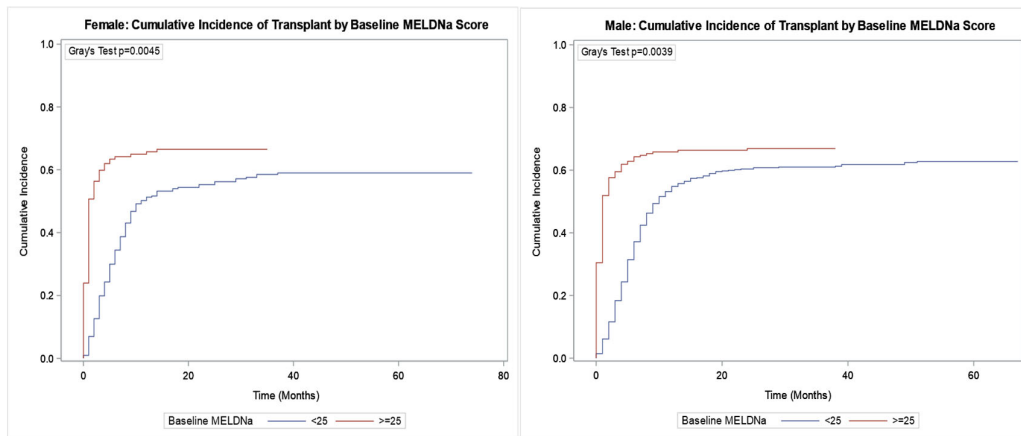 Female: Cumulative Incidence of Transplant by Baseline MELDNa Score
Gray's Test p=0.0045
1.0
0.8
0.6
0.4
0.2
0.0
Cumulative Incidence
0 20 40 60 80
Time (Months)
Baseline MELDNa <25 >=25
Male: Cumulative Incidence of Transplant by Baseline MELDNa Score
Gray's Test p=0.0039
1.0
0.8
0.6
0.4
0.2
0.0
Cumulative Incidence
0 20 40 60
Time (Months)
Baseline MELDNa <25 >=25